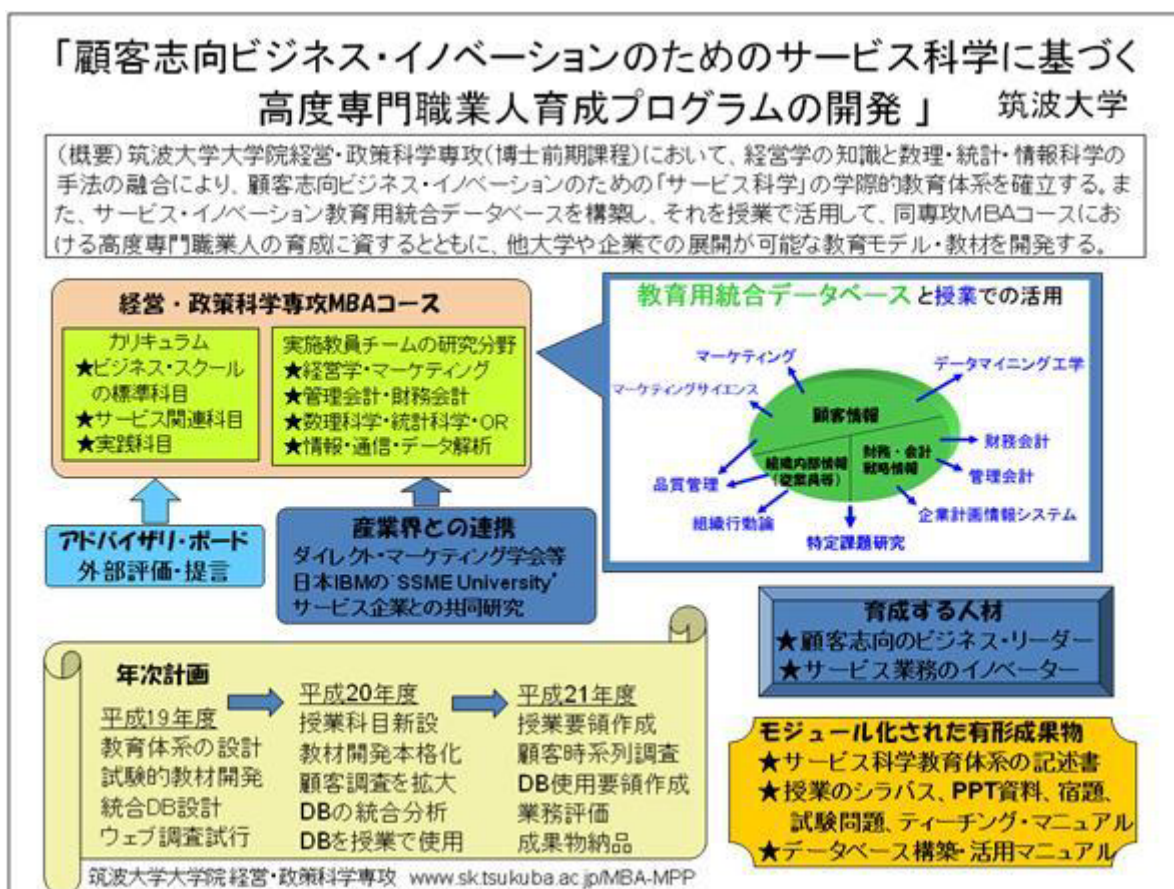 「顧客志向ビジネス・イノベーションのためのサービス科学に基づく
高度専門職業人育成プログラムの開発 」 筑波大学
(概要)筑波大学大学院経営・政策科学専攻(博士前期課程)において、経営学の知識と数理・統計・情報科学の
手法の融合により、顧客志向ビジネス・イノベーションのための「サービス科学」の学際的教育体系を確立する。ま
た、サービス・イノベーション教育用統合データベースを構築し、それを授業で活用して、同専攻MBAコースにお
ける高度専門職業人の育成に資するとともに、他大学や企業での展開が可能な教育モデル・教材を開発する。
経営・政策科学専攻MBAコース
カリキュラム
★ビジネス・スクール
の標準科目
★サービス関連科目
★実践科目
実施教員チームの研究分野
★経営学・マーケティング
★管理会計・財務会計
★数理科学・統計科学・OR
★情報・通信・データ解析
アドバイザリ・ボード
外部評価・提言
産業界との連携
ダイレクト・マーケティング学会等
日本IBMの"SSME University"
サービス企業との共同研究
教育用統合データベースと授業での活用
マーケティング
データマイニング工学
マーケティングサイエンス
顧客情報
財務会計
組織内部情報
(従業員等)
財務・会計
戦略情報
管理会計
品質管理
企業計画情報システム
組織行動論
特定課題研究
育成する人材
★顧客志向のビジネス・リーダー
★サービス業務のイノベーター
年次計画
平成19年度
教育体系の設計
試験的教材開発
統合DB設計
ウェブ調査試行
平成20年度
授業科目新設
教材開発本格化
顧客調査を拡大
DBの統合分析
DBを授業で使用
平成21年度
授業要領作成
顧客時系列調査
DB使用要領作成
業務評価
成果物納品
モジュール化された有形成果物
★サービス科学教育体系の記述書
★授業のシラバス、PPT資料、宿題、
試験問題、ティーチング・マニュアル
★データベース構築・活用マニュアル
筑波大学大学院 経営・政策科学専攻 www.sk.tsukuba.ac.jp/MBA-MPP